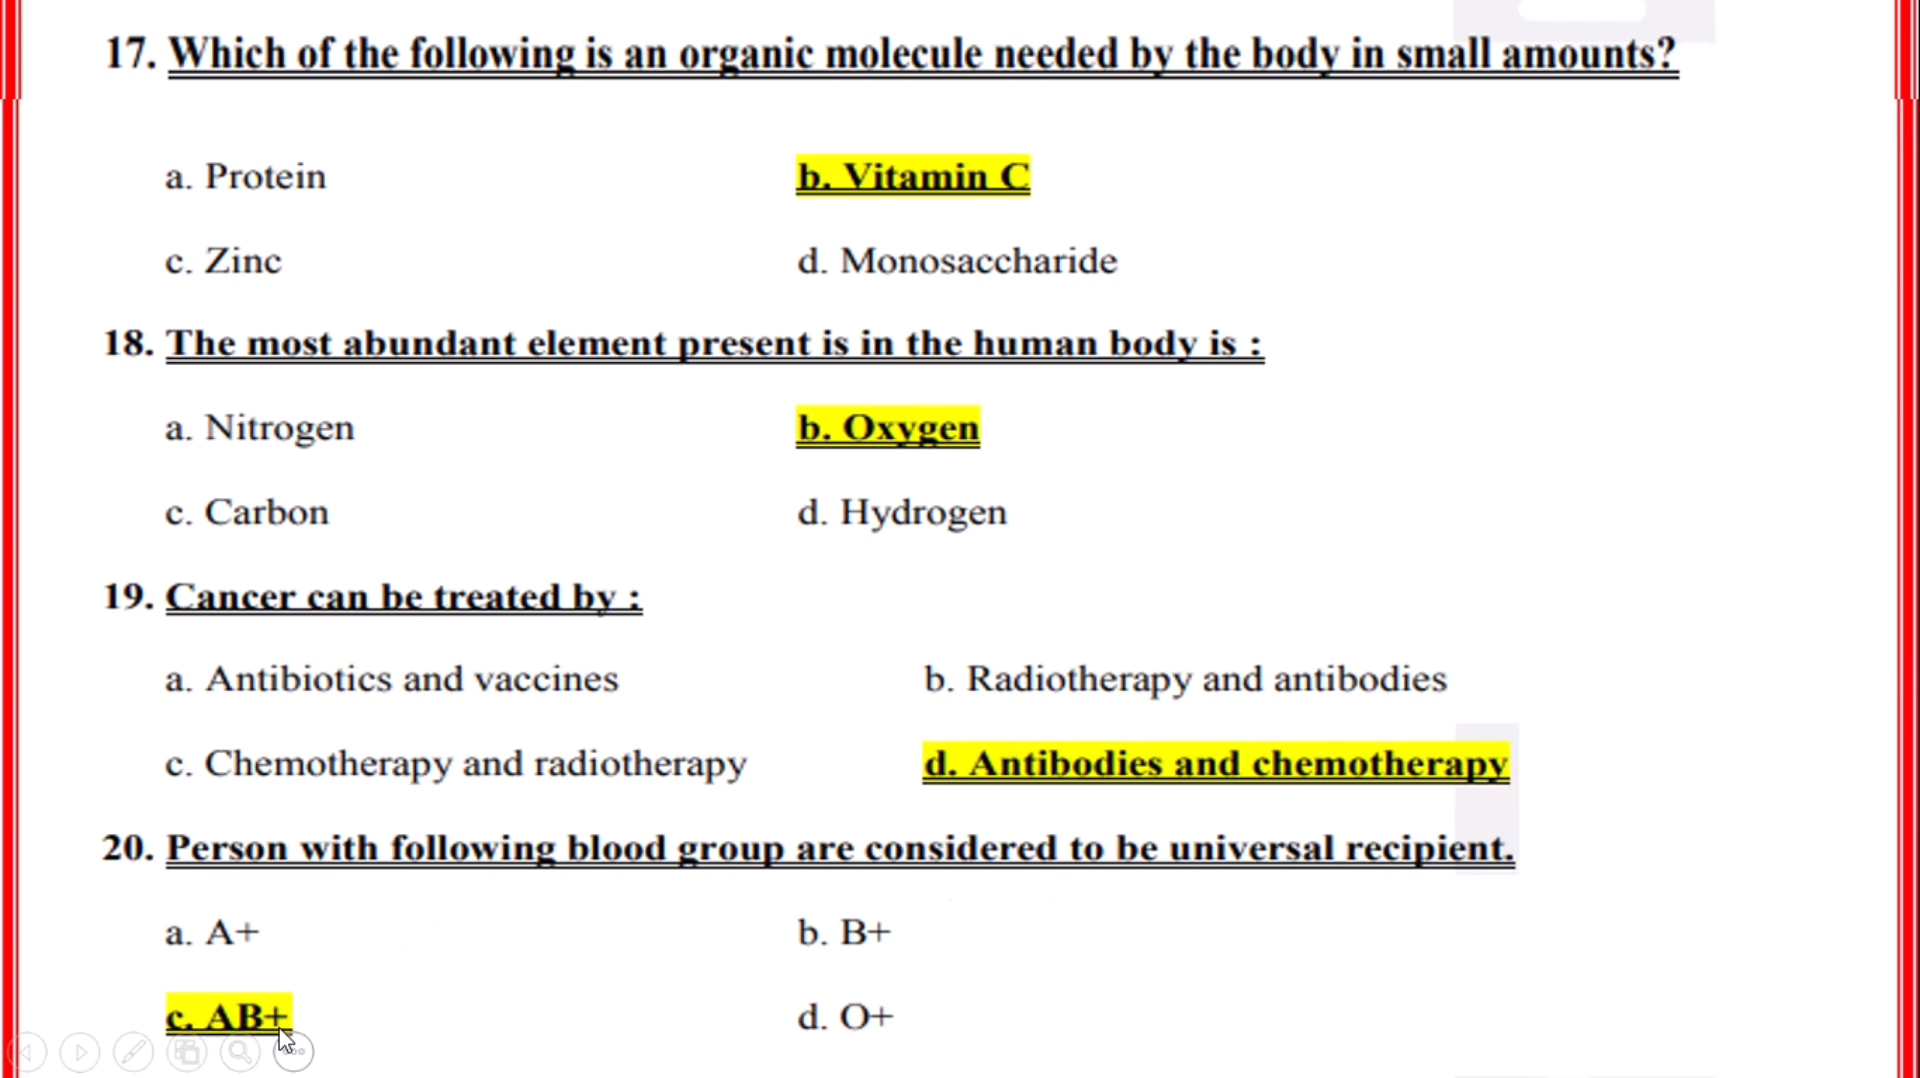 17. Which of the following is an organic molecule needed by the body in small amounts?
a. Protein b. Vitamin C
c. Zinc d. Monosaccharide
18. The most abundant element present is in the human body is :
a. Nitrogen b. Oxygen
c. Carbon d. Hydrogen
19. Cancer can be treated by :
a. Antibiotics and vaccines b. Radiotherapy and antibodies
c. Chemotherapy and radiotherapy d. Antibodies and chemotherapy
20. Person with following blood group are considered to be universal recipient.
a. A+ b. B+
c. AB+ d. O+